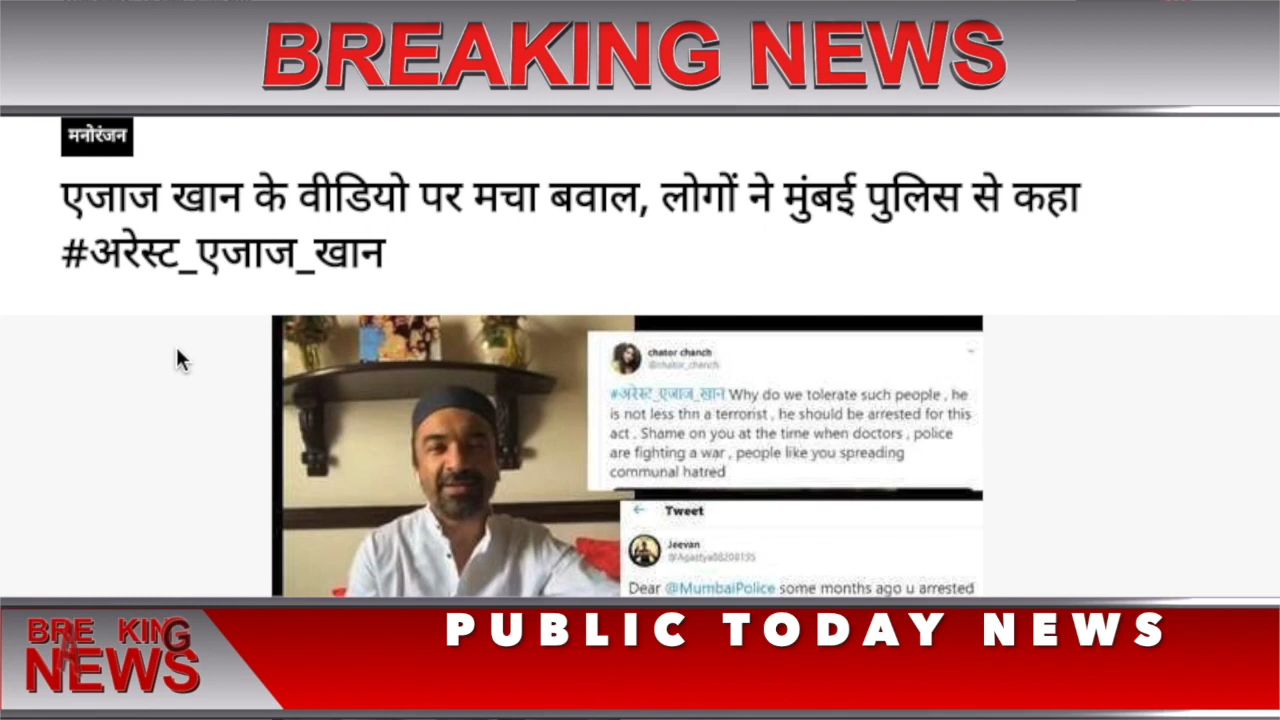 BREAKING NEWS
मनोरंजन
एजाज खान के वीडियो पर मचा बवाल, लोगों ने मुंबई पुलिस से कहा
#अरेस्ट_एजाज_खान
chator chanch
@chator_chanch
#अरेस्ट_एजाज_खान Why do we tolerate such people , he
is not less thn a terrorist , he should be arrested for this
act . Shame on you at the time when doctors , police
are fighting a war , people like you spreading
communal hatred
Tweet
Jeevan
Dear @MumbaiPolice some months ago u arrested
PUBLIC TODAY NEWS
BREAKING
NEWS